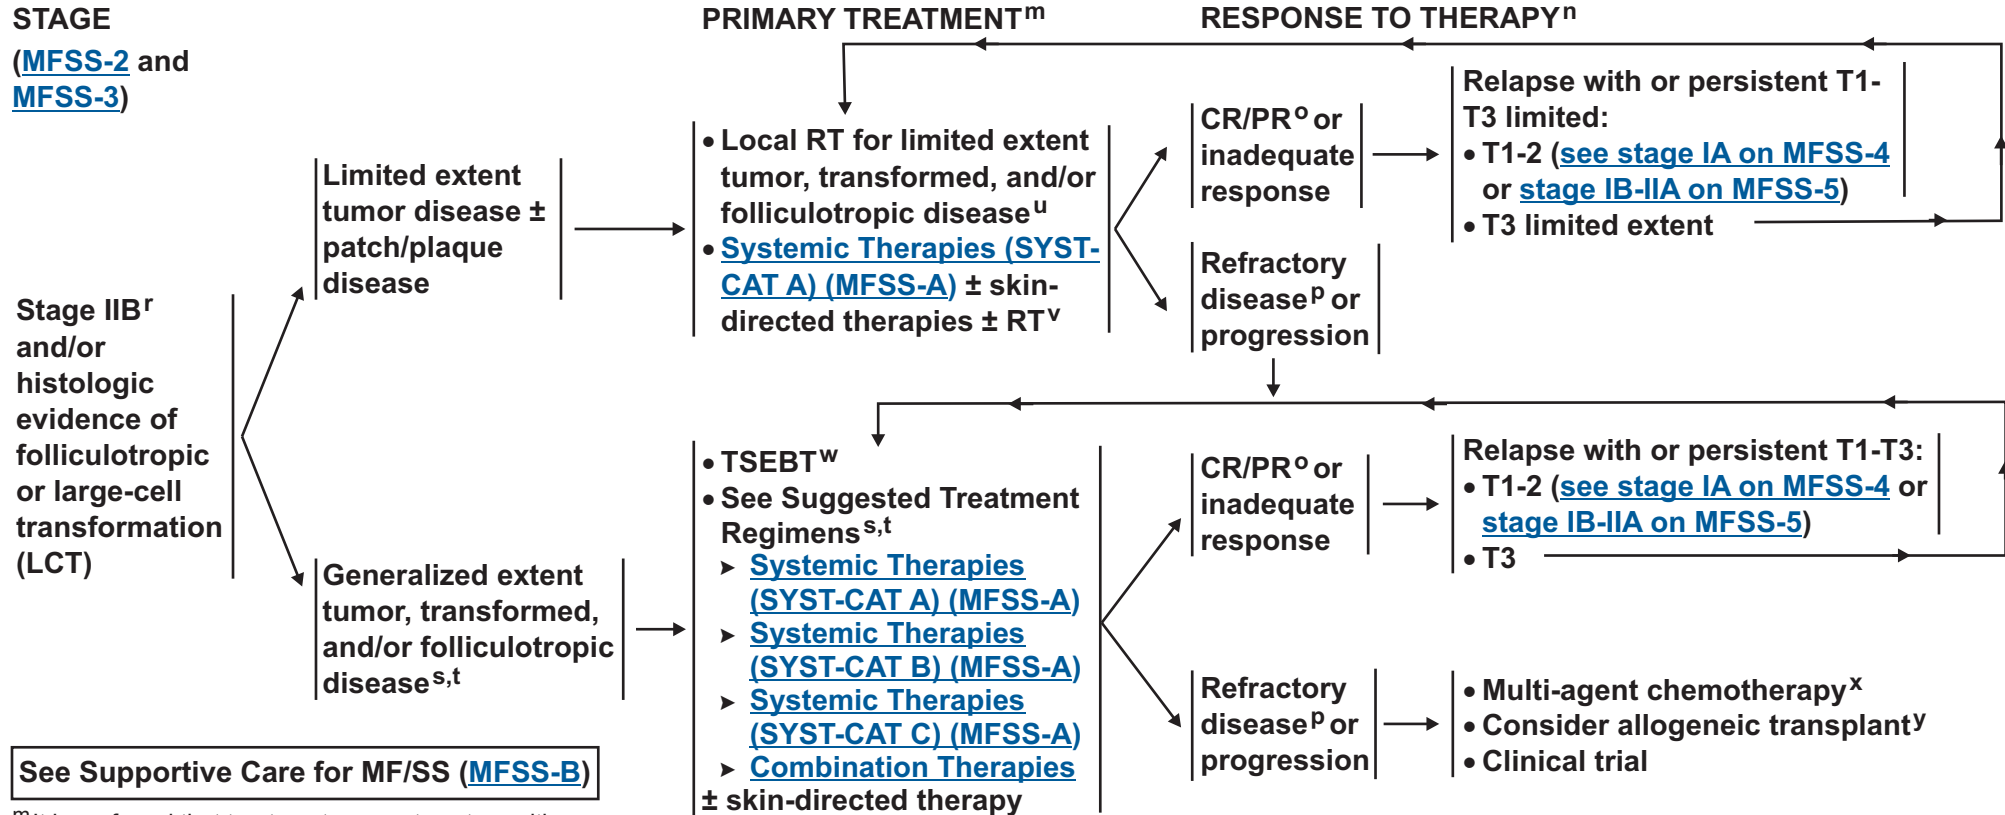 STAGE
(MFSS-2 and
MFSS-3)
PRIMARY TREATMENTm
RESPONSE TO THERAPYn
Stage IIBr
and/or
histologic
evidence of
folliculotropic
or large-cell
transformation
(LCT)
Limited extent
tumor disease ±
patch/plaque
disease
• Local RT for limited extent
tumor, transformed, and/or
folliculotropic diseaseu
• Systemic Therapies (SYST-
CAT A) (MFSS-A) ± skin-
directed therapies ± RTv
CR/PRo or
inadequate
response
Relapse with or persistent T1-
T3 limited:
• T1-2 (see stage IA on MFSS-4
or stage IB-IIA on MFSS-5)
• T3 limited extent
Refractory
diseasep or
progression
Generalized extent
tumor, transformed,
and/or folliculotropic
diseases,t
• TSEBTw
• See Suggested Treatment
Regimenss,t
➤ Systemic Therapies
(SYST-CAT A) (MFSS-A)
➤ Systemic Therapies
(SYST-CAT B) (MFSS-A)
➤ Systemic Therapies
(SYST-CAT C) (MFSS-A)
➤ Combination Therapies
± skin-directed therapy
CR/PRo or
inadequate
response
Relapse with or persistent T1-T3:
• T1-2 (see stage IA on MFSS-4 or
stage IB-IIA on MFSS-5)
• T3
Refractory
diseasep or
progression
• Multi-agent chemotherapyx
• Consider allogeneic transplanty
• Clinical trial
See Supportive Care for MF/SS (MFSS-B)